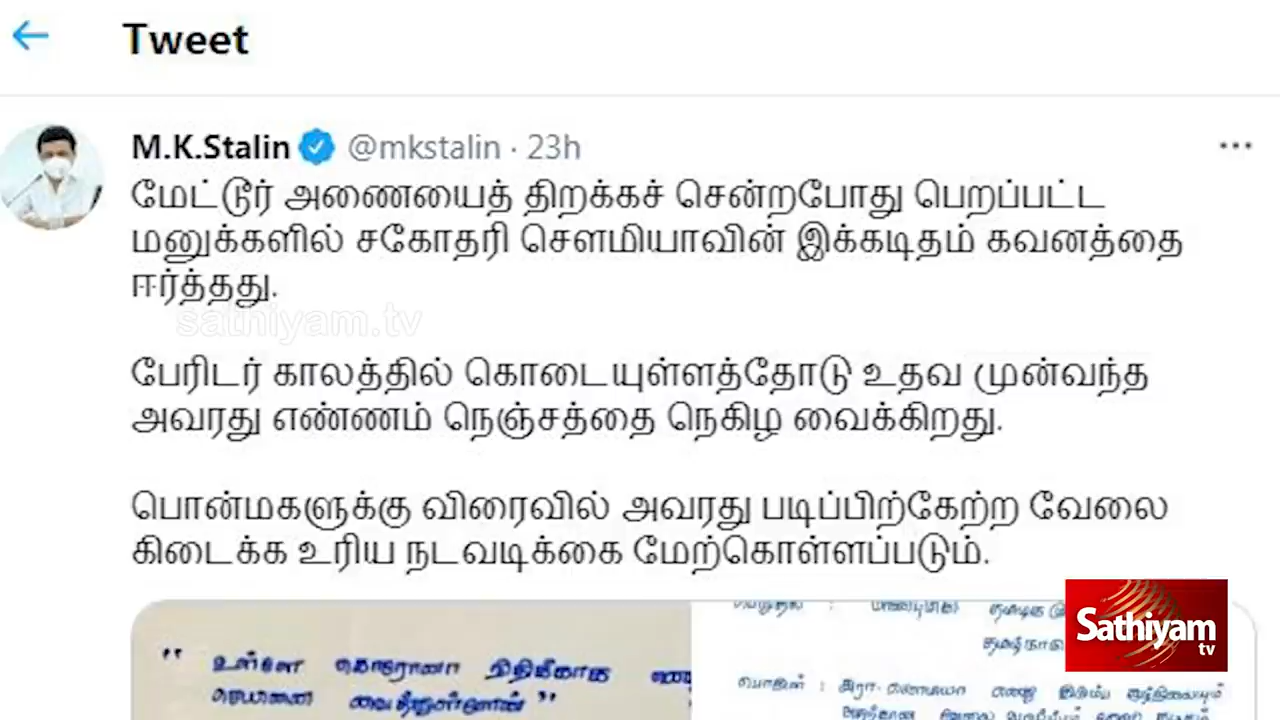 Tweet
M.K.Stalin @mkstalin · 23h
மேட்டூர் அணையைத் திறக்கச் சென்றபோது பெறப்பட்ட
மனுக்களில் சகோதரி சௌமியாவின் இக்கடிதம் கவனத்தை
ஈர்த்தது.
sathiyam.tv
பேரிடர் காலத்தில் கொடையுள்ளத்தோடு உதவ முன்வந்த
அவரது எண்ணம் நெஞ்சத்தை நெகிழ வைக்கிறது.
பொன்மகளுக்கு விரைவில் அவரது படிப்பிற்கேற்ற வேலை
கிடைக்க உரிய நடவடிக்கை மேற்கொள்ளப்படும்.
" உள்ளே கொரோனா நிதிக்காக
வைத்துள்ளேன் "
தமிழ்நாடு
பொருள் :
Sathiyam
tv